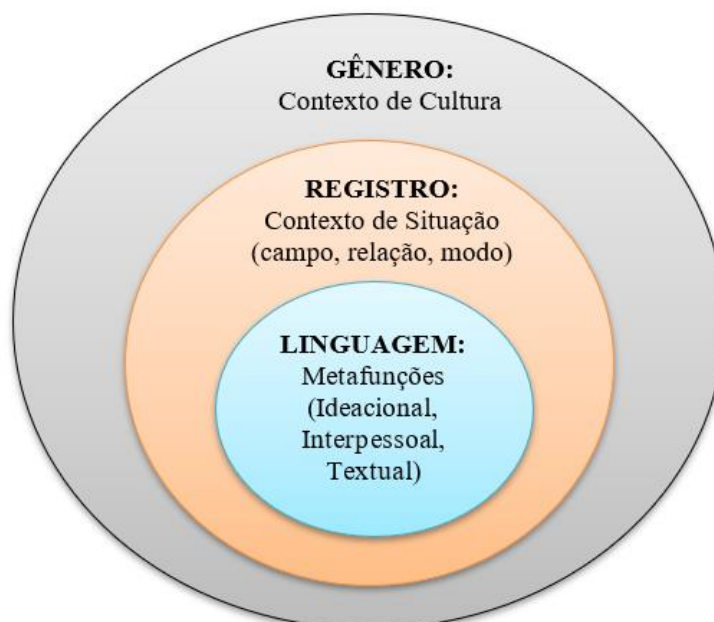 GÊNERO:
Contexto de Cultura
REGISTRO:
Contexto de Situação
(campo, relação, modo)
LINGUAGEM:
Metafunções
(Ideacional,
Interpessoal,
Textual)